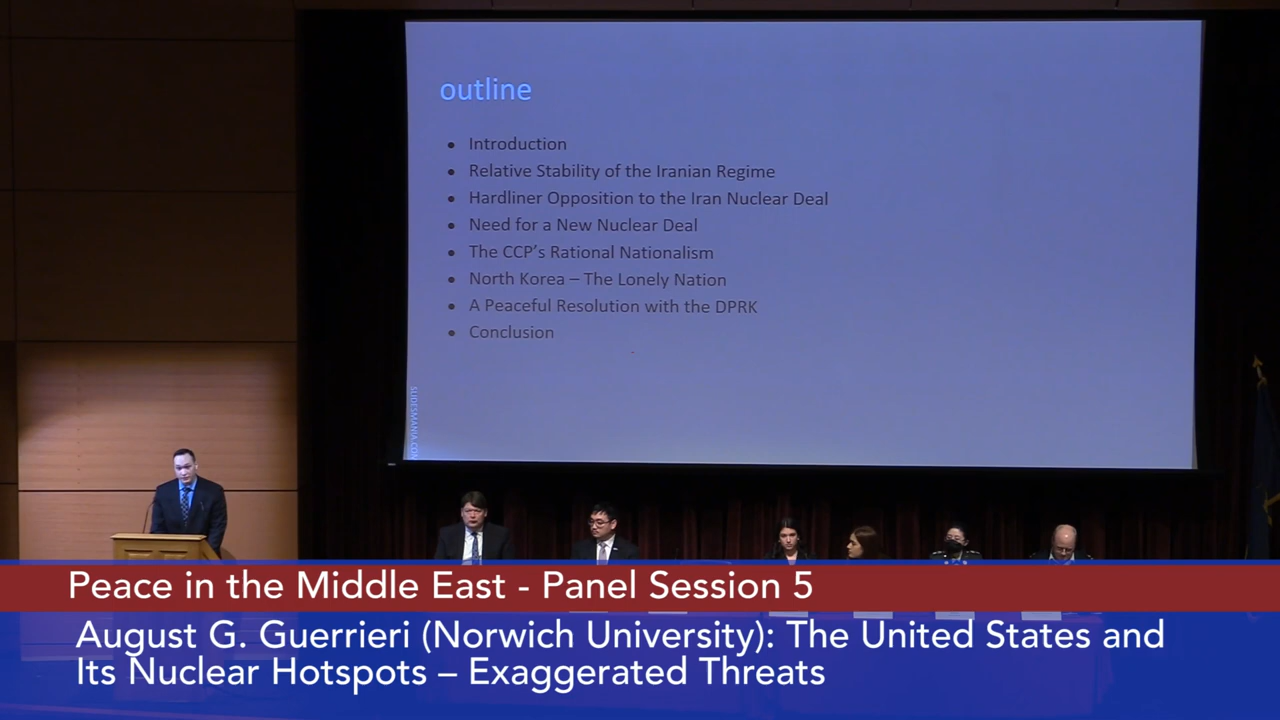 outline
Introduction
Relative Stability of the Iranian Regime
Hardliner Opposition to the Iran Nuclear Deal
Need for a New Nuclear Deal
The CCP's Rational Nationalism
North Korea – The Lonely Nation
A Peaceful Resolution with the DPRK
Conclusion
Peace in the Middle East - Panel Session 5
August G. Guerrieri (Norwich University): The United States and
Its Nuclear Hotspots – Exaggerated Threats